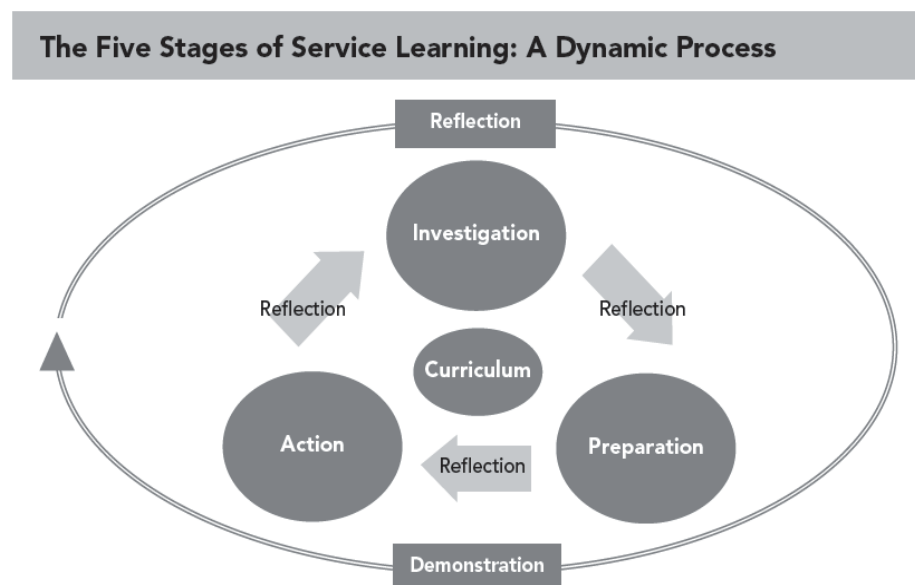 The Five Stages of Service Learning: A Dynamic Process
Reflection
Investigation
Reflection
Reflection
Curriculum
Action
Preparation
Reflection
Demonstration